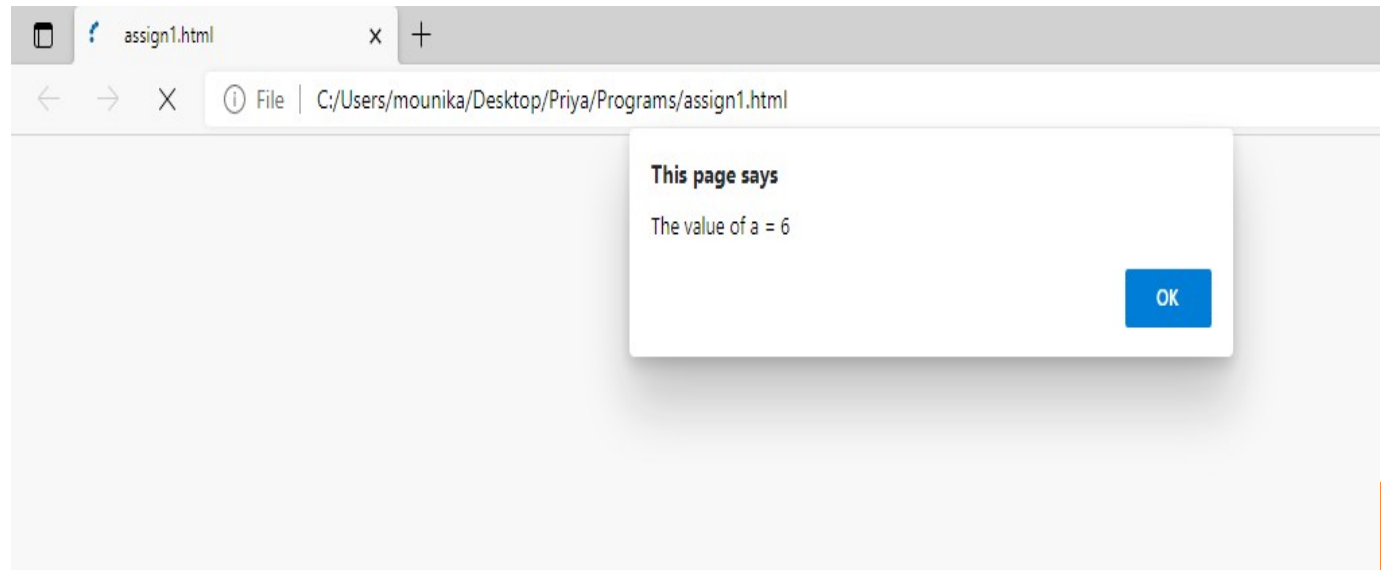 assign1.html
File C:/Users/mounika/Desktop/Priya/Programs/assign1.html
This page says
The value of a = 6
OK